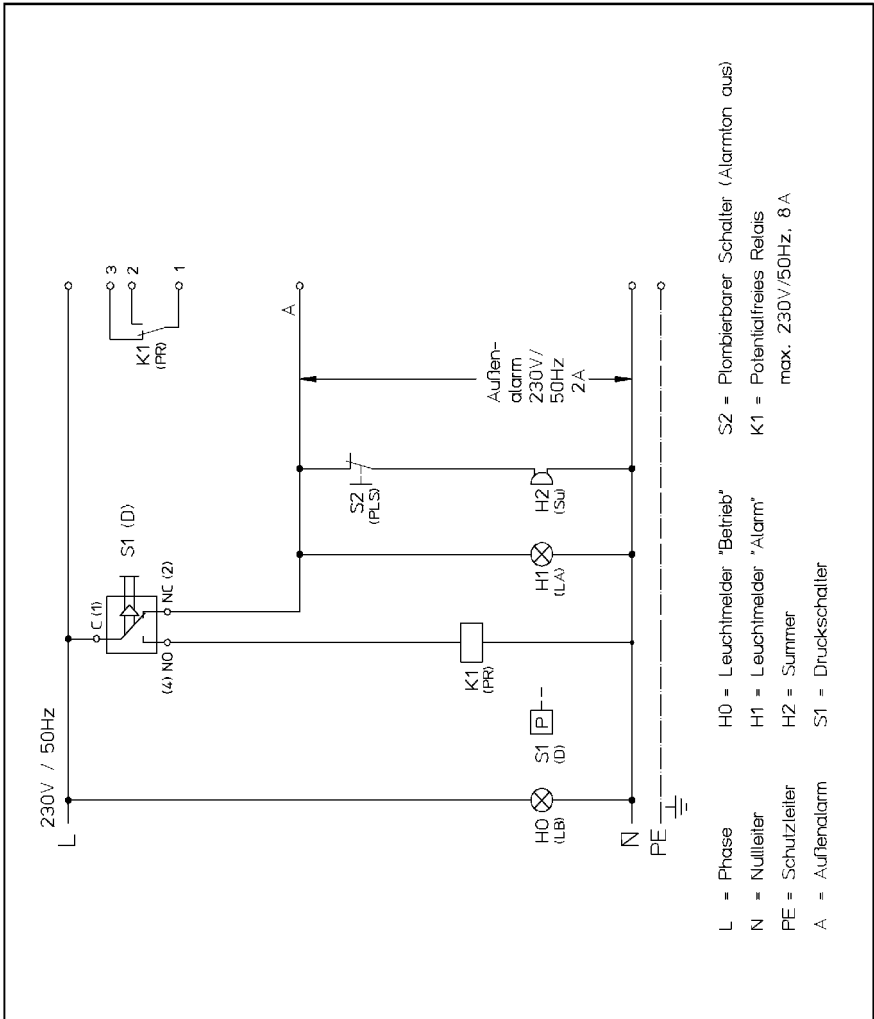 230V / 50Hz
L
C (1)
S1 (D)
(4) NO
NC (2)
K1
(PR)
3
2
1
A
H0
(LB)
S1
(D)
P
K1
(PR)
H1
(LA)
S2
(PLS)
H2
(Su)
Außen-
alarm
230V/
50Hz
2A
N
PE
L = Phase
N = Nullleiter
PE = Schutzleiter
A = Außenalarm
H0 = Leuchtmelder "Betrieb"
H1 = Leuchtmelder "Alarm"
H2 = Summer
S1 = Druckschalter
S2 = Plombierbarer Schalter (Alarmton aus)
K1 = Potentialfreies Relais
max. 230V/50Hz, 8A